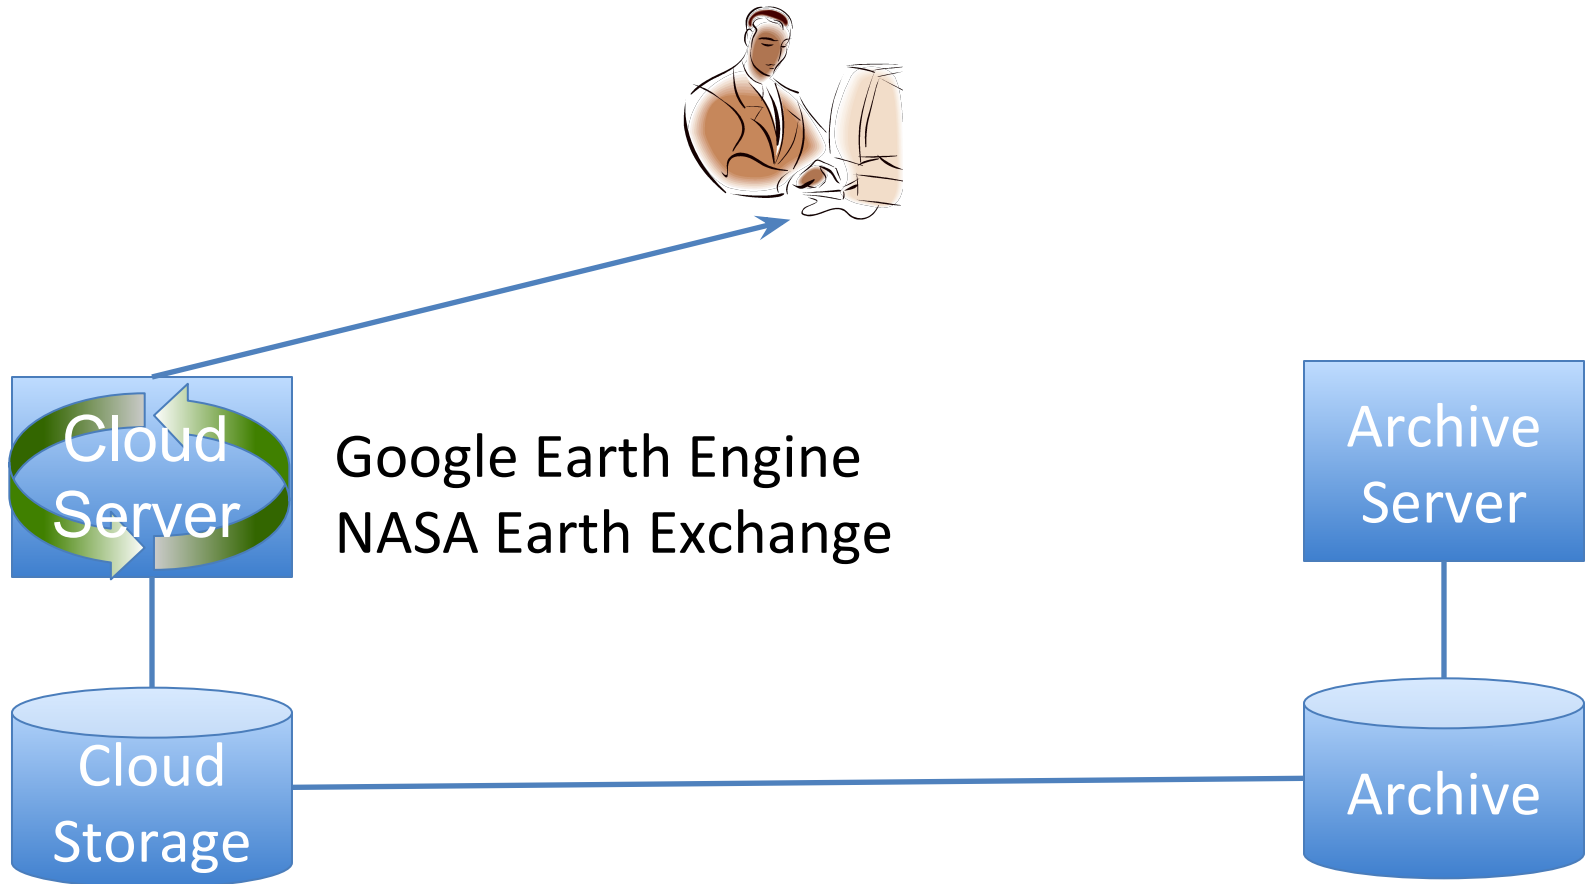 Cloud
Server
Google Earth Engine
NASA Earth Exchange
Archive
Server
Cloud
Storage
Archive